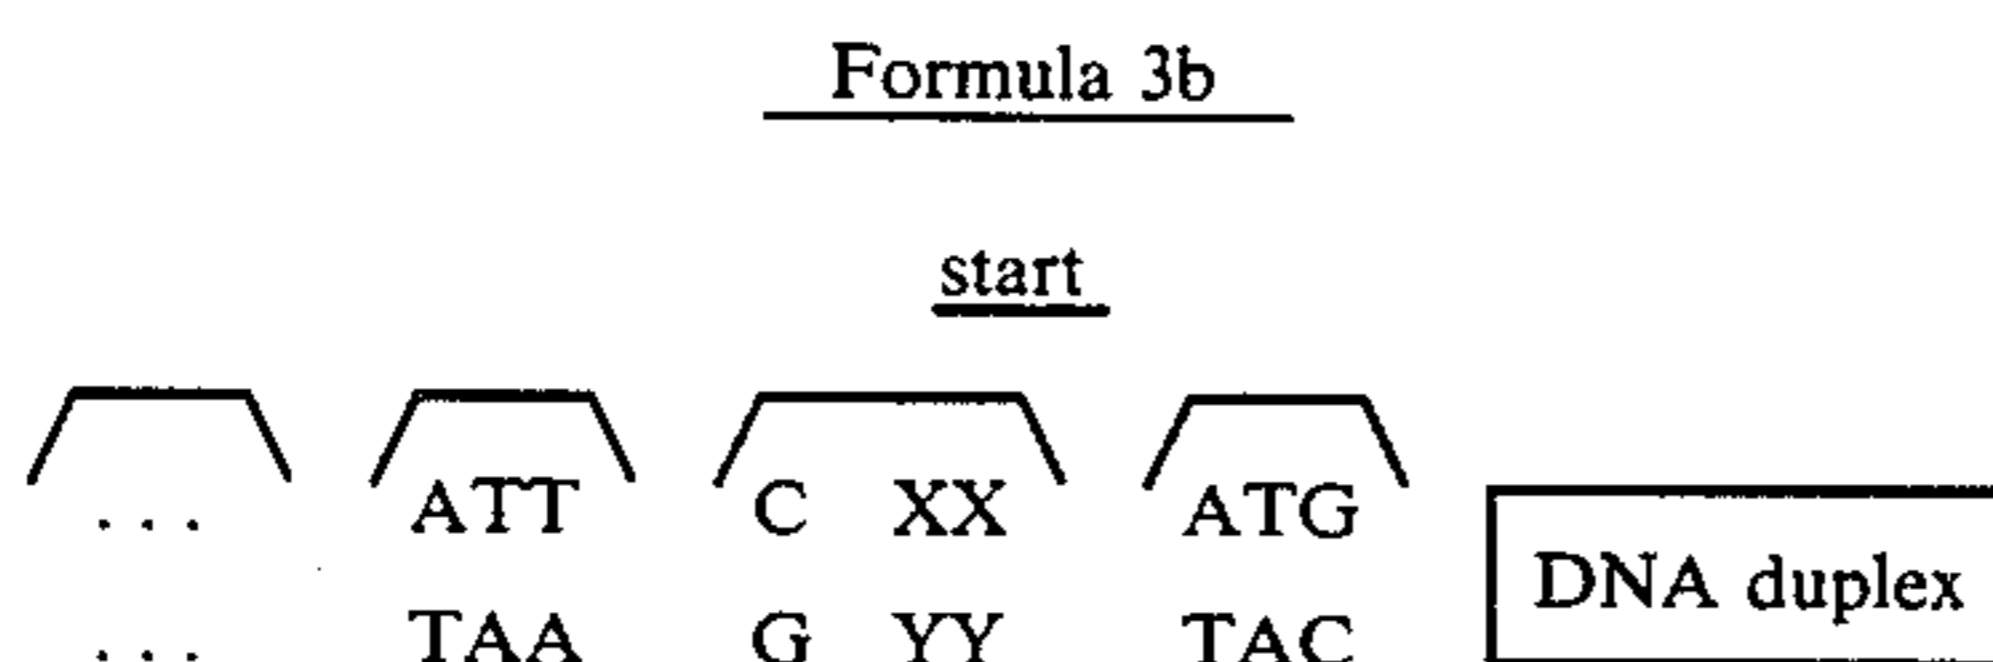 Formula 3b
start
... ATT C XX ATG
DNA duplex
... TAA G YY TAC